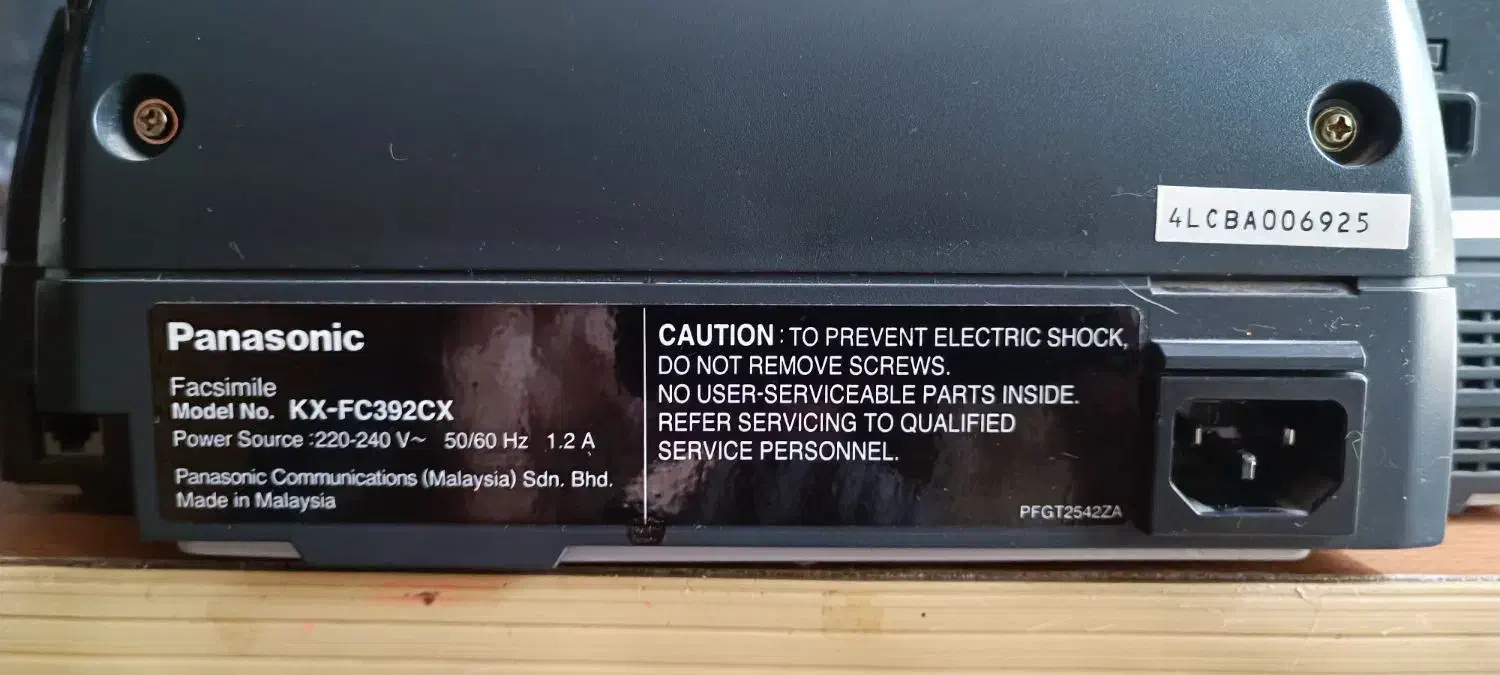 4LCBA006925
Panasonic
Facsimile
Model No. KX-FC392CX
Power Source :220-240 V~ 50/60 Hz 1.2 A
Panasonic Communications (Malaysia) Sdn. Bhd.
Made in Malaysia
CAUTION : TO PREVENT ELECTRIC SHOCK,
DO NOT REMOVE SCREWS.
NO USER-SERVICEABLE PARTS INSIDE.
REFER SERVICING TO QUALIFIED
SERVICE PERSONNEL.
PFGT2542ZA